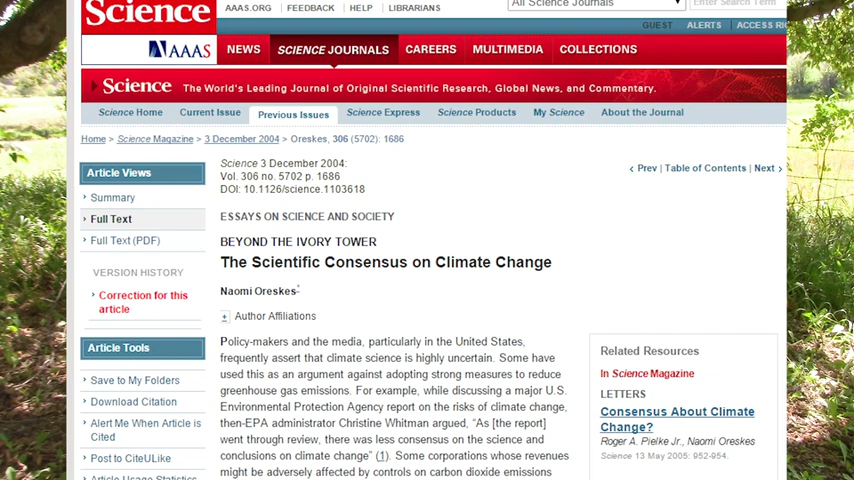 Science
AAAS.ORG | FEEDBACK | HELP | LIBRARIANS
All Science Journals
Enter Search Term
AAAS
GUEST ALERTS ACCESS
NEWS SCIENCE JOURNALS CAREERS MULTIMEDIA COLLECTIONS
Science The World's Leading Journal of Original Scientific Research, Global News, and Commentary.
Science Home Current Issue Previous Issues Science Express Science Products My Science About the Journal
Home > Science Magazine > 3 December 2004 > Oreskes, 306 (5702): 1686
Article Views
Summary
Full Text
Full Text (PDF)
VERSION HISTORY
Correction for this
article
Article Tools
Save to My Folders
Download Citation
Alert Me When Article is
Cited
Post to CiteULike
Article Usage Statistics
Science 3 December 2004:
Vol. 306 no. 5702 p. 1686
DOI: 10.1126/science.1103618
‹ Prev | Table of Contents | Next ›
ESSAYS ON SCIENCE AND SOCIETY
BEYOND THE IVORY TOWER
The Scientific Consensus on Climate Change
Naomi Oreskes*
+ Author Affiliations
Policy-makers and the media, particularly in the United States,
frequently assert that climate science is highly uncertain. Some have
used this as an argument against adopting strong measures to reduce
greenhouse gas emissions. For example, while discussing a major U.S.
Environmental Protection Agency report on the risks of climate change,
then-EPA administrator Christine Whitman argued, “As [the report]
went through review, there was less consensus on the science and
conclusions on climate change” (1). Some corporations whose revenues
might be adversely affected by controls on carbon dioxide emissions
Related Resources
In Science Magazine
LETTERS
Consensus About Climate
Change?
Roger A. Pielke Jr., Naomi Oreskes
Science 13 May 2005: 952-954.